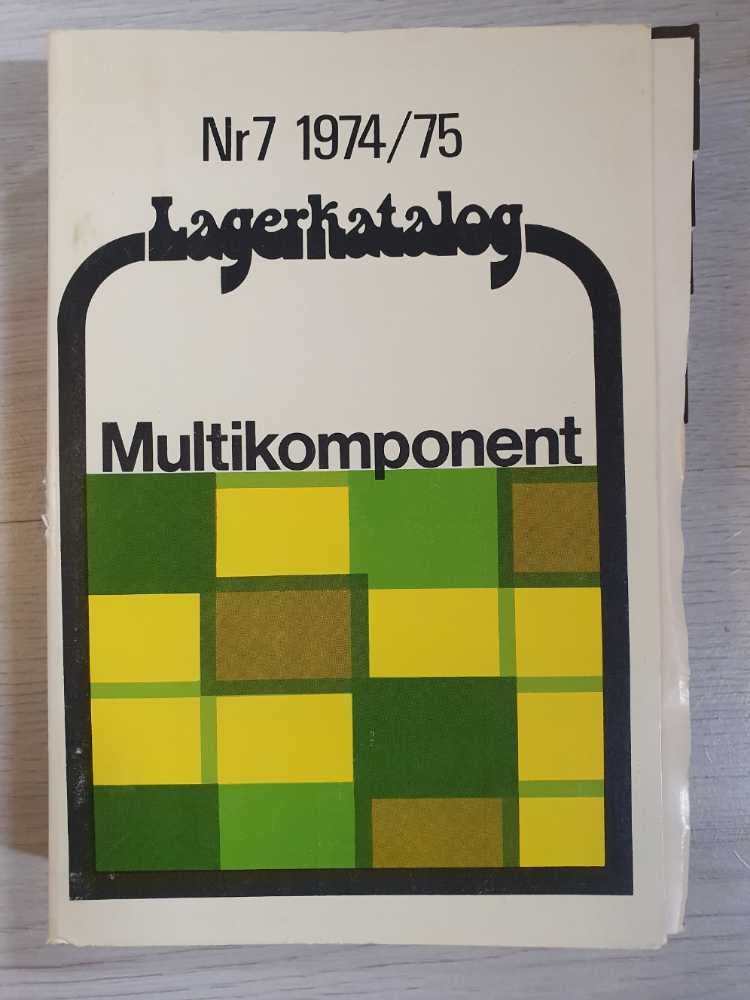 Nr7 1974/75
Lagerkatalog
Multikomponent